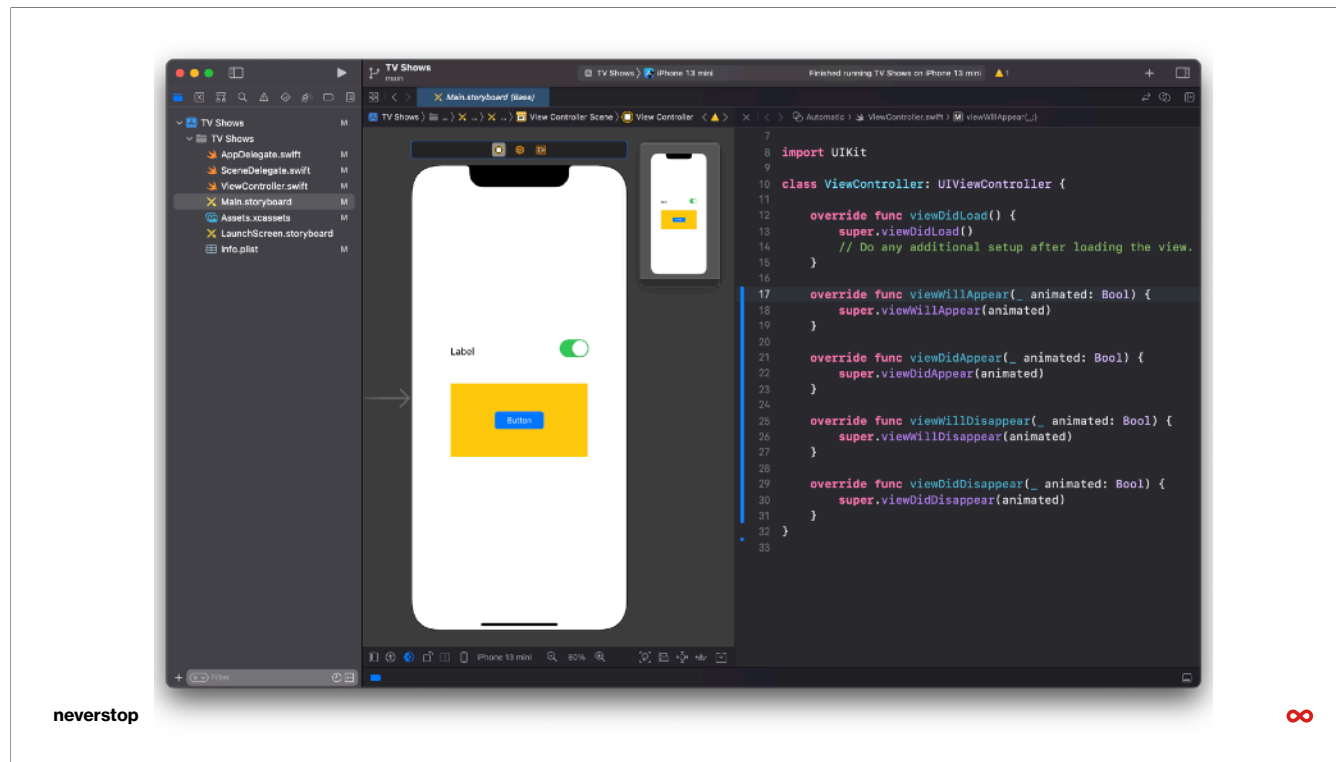 TV Shows
main
TV Shows
iPhone 13 mini
Finished running TV Shows on iPhone 13 mini
1
Main.storyboard (Base)
TV Shows M
TV Shows
AppDelegate.swift M
SceneDelegate.swift M
ViewController.swift M
Main.storyboard M
Assets.xcassets M
LaunchScreen.storyboard
Info.plist M
Filter
TV Shows 〉 .. 〉 .. 〉 .. 〉 View Controller Scene 〉 View Controller
Label
Button
iPhone 13 mini
80%
Automatic 〉 ViewController.swift 〉 M viewWillAppear(_:)
7
8 import UIKit
9
10 class ViewController: UIViewController {
11
12 override func viewDidLoad() {
13 super.viewDidLoad()
14 // Do any additional setup after loading the view.
15 }
16
17 override func viewWillAppear(_ animated: Bool) {
18 super.viewWillAppear(animated)
19 }
20
21 override func viewDidAppear(_ animated: Bool) {
22 super.viewDidAppear(animated)
23 }
24
25 override func viewWillDisappear(_ animated: Bool) {
26 super.viewWillDisappear(animated)
27 }
28
29 override func viewDidDisappear(_ animated: Bool) {
30 super.viewDidDisappear(animated)
31 }
32 }
33
neverstop